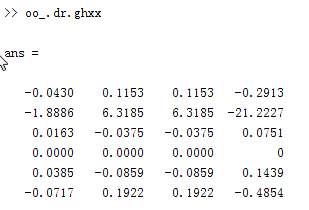 >> oo_.dr.ghxx
ans =
-0.0430 0.1153 0.1153 -0.2913
-1.8886 6.3185 6.3185 -21.2227
0.0163 -0.0375 -0.0375 0.0751
0.0000 0.0000 0.0000 0
0.0385 -0.0859 -0.0859 0.1439
-0.0717 0.1922 0.1922 -0.4854